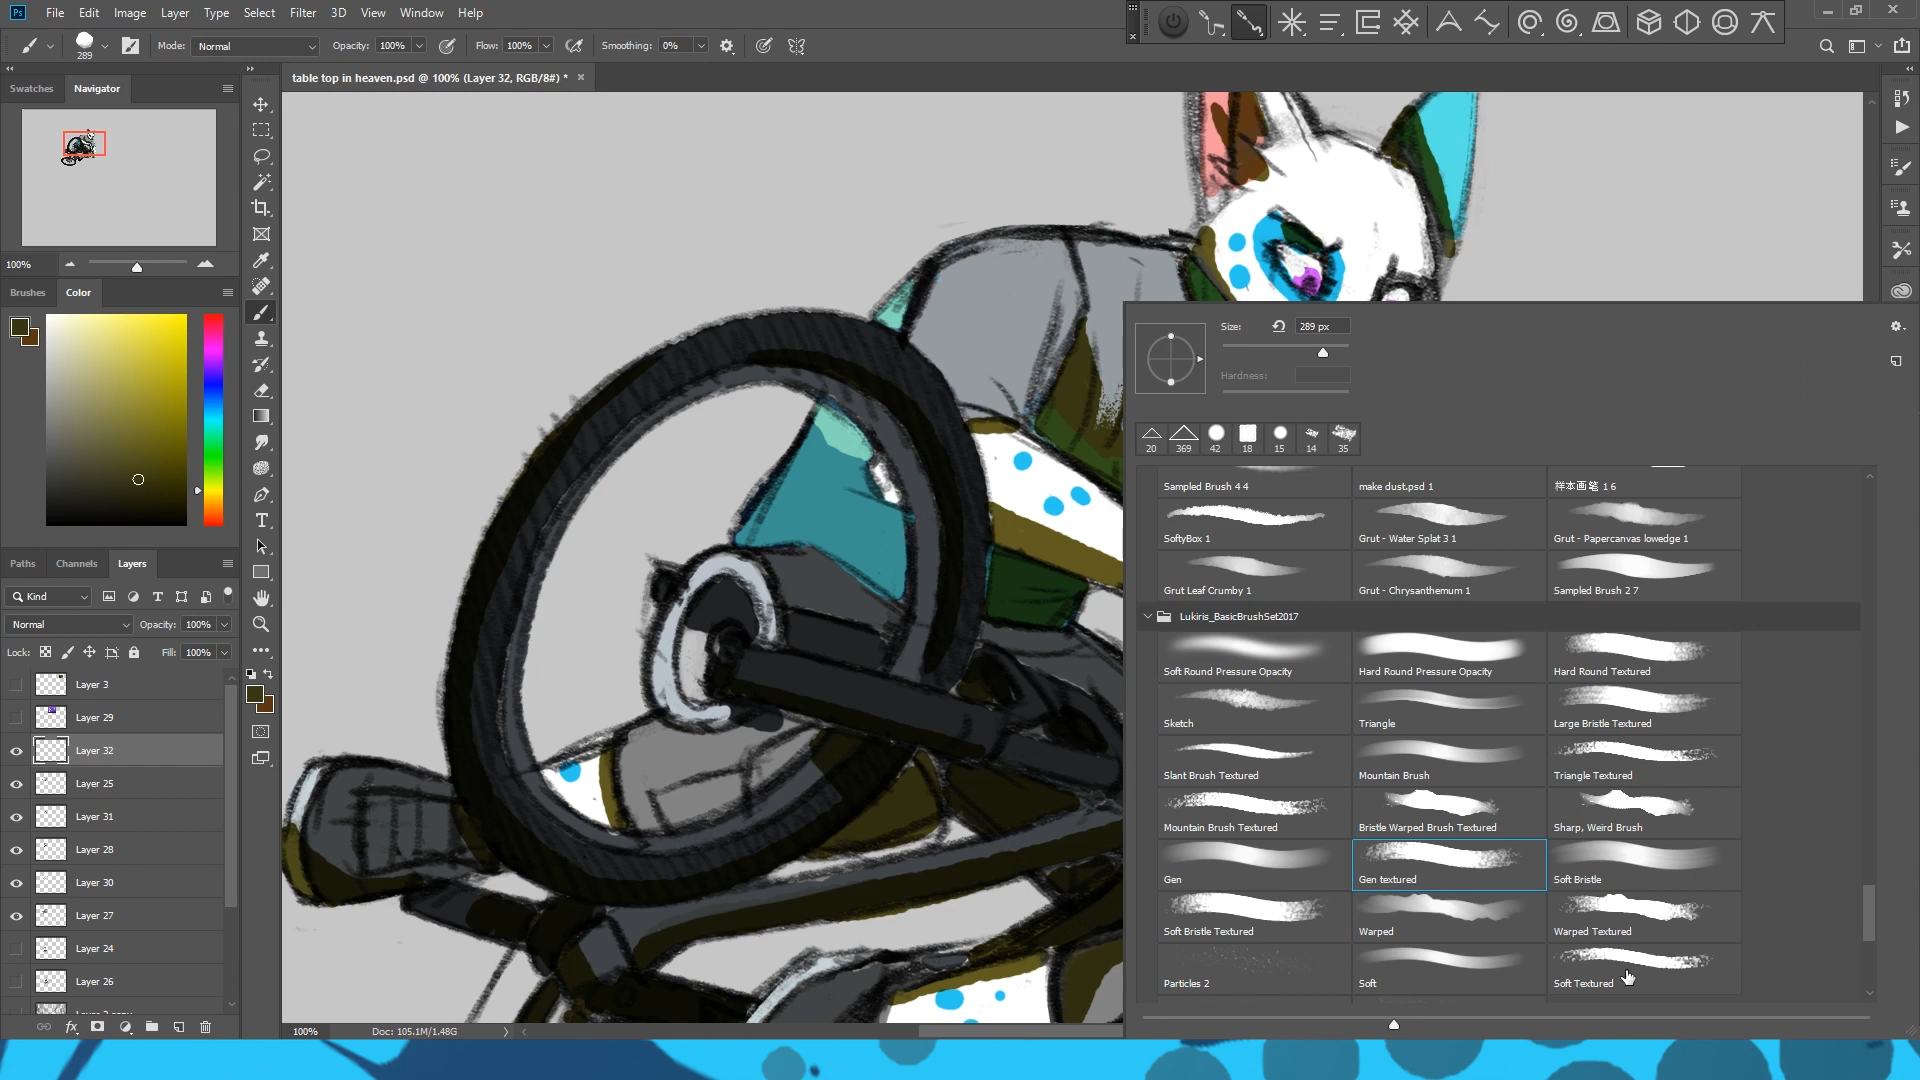 Ps File Edit Image Layer Type Select Filter 3D View Window Help
289 Mode: Normal Opacity: 100% Flow: 100% Smoothing: 0%
Swatches Navigator
table top in heaven.psd @ 100% (Layer 32, RGB/8#) *
100%
Brushes Color
Paths Channels Layers
Kind
Normal Opacity: 100%
Lock: Fill: 100%
Layer 3
Layer 29
Layer 32
Layer 25
Layer 31
Layer 28
Layer 30
Layer 27
Layer 24
Layer 26
fx
100% Doc: 105.1M/1.48G
Size: 289 px
Hardness:
20 369 42 18 15 14 35
Sampled Brush 4 4 make dust.psd 1 样本画笔 1 6
SoftyBox 1 Grut - Water Splat 3 1 Grut - Papercanvas lowedge 1
Grut Leaf Crumby 1 Grut - Chrysanthemum 1 Sampled Brush 2 7
Lukiris_BasicBrushSet2017
Soft Round Pressure Opacity Hard Round Pressure Opacity Hard Round Textured
Sketch Triangle Large Bristle Textured
Slant Brush Textured Mountain Brush Triangle Textured
Mountain Brush Textured Bristle Warped Brush Textured Sharp, Weird Brush
Gen Gen textured Soft Bristle
Soft Bristle Textured Warped Warped Textured
Particles 2 Soft Soft Textured